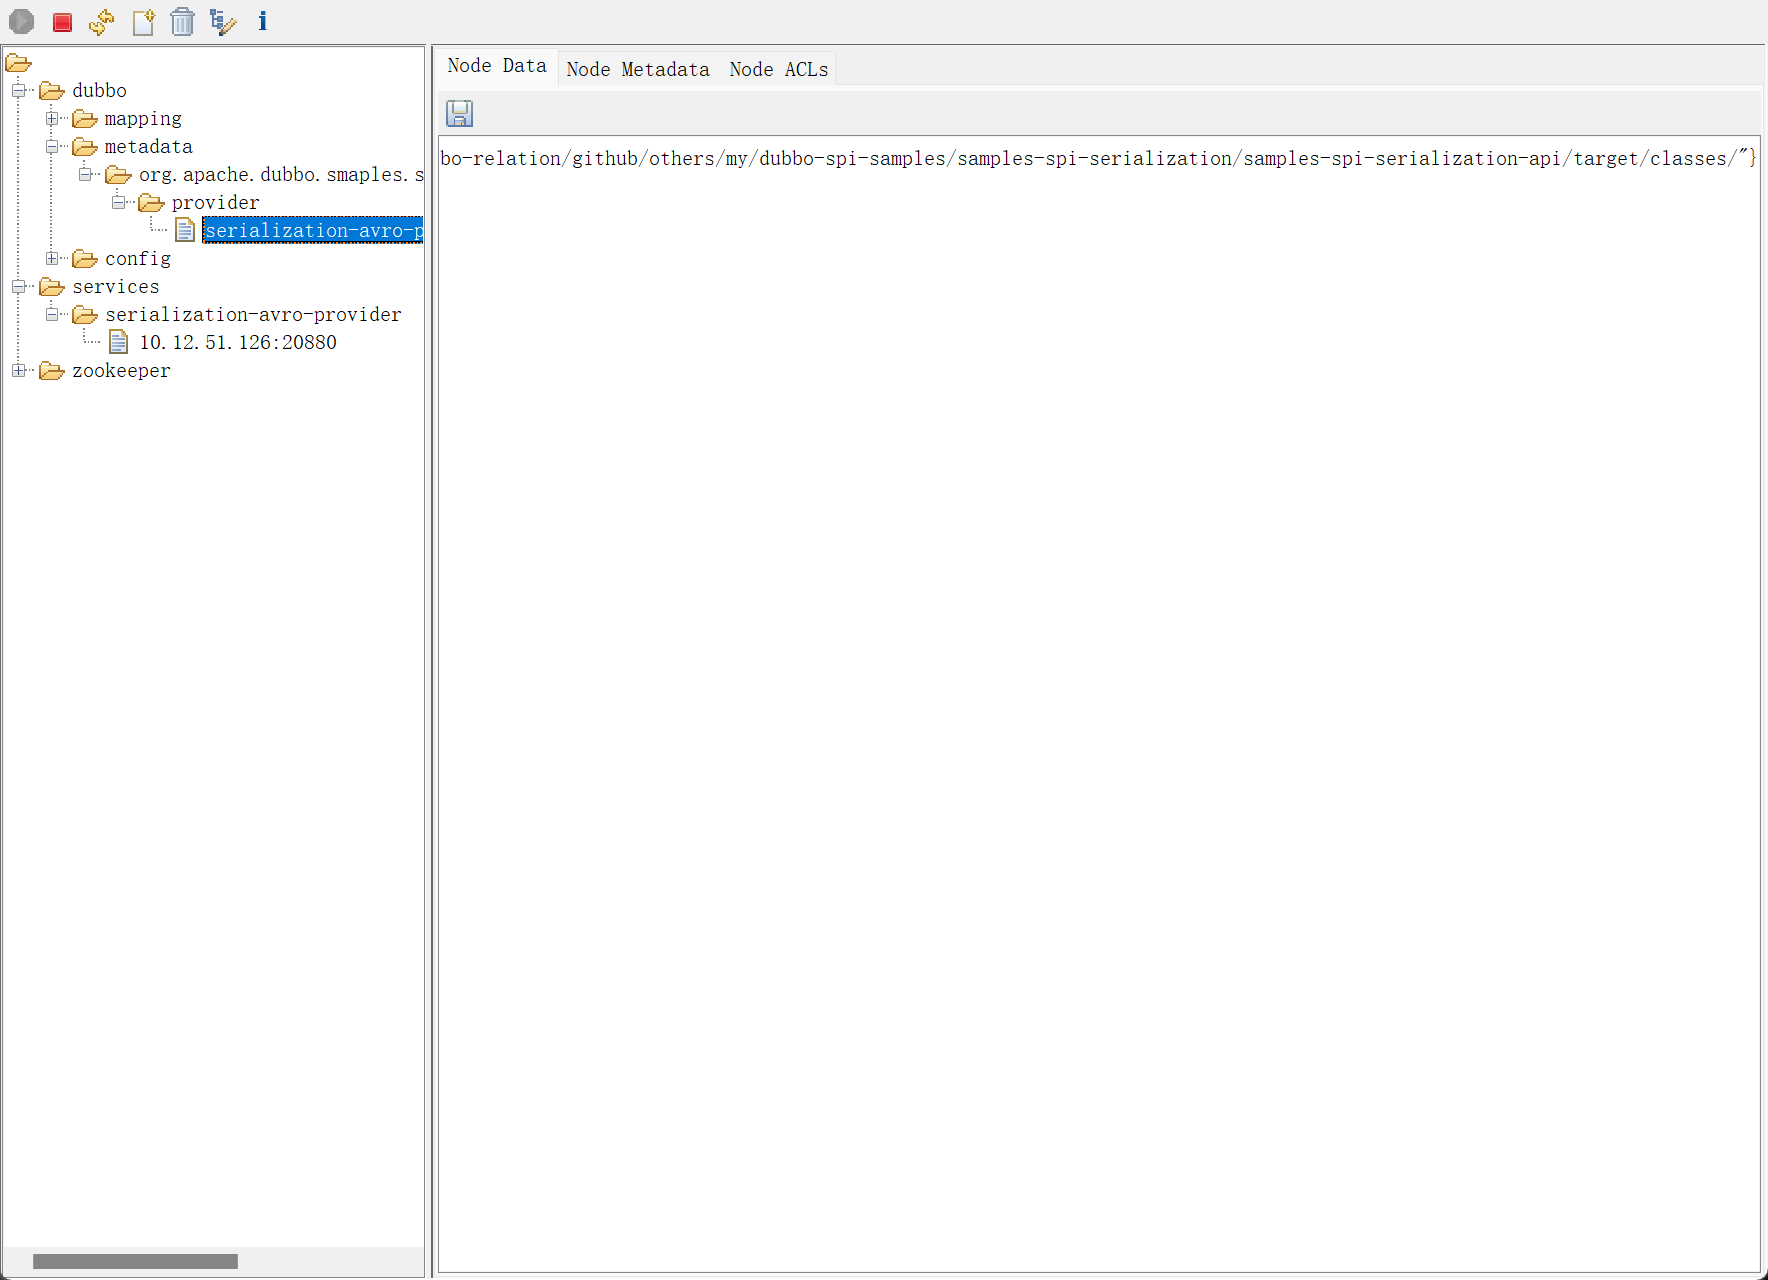 Node Data Node Metadata Node ACLs
dubbo
mapping
metadata
org.apache.dubbo.smaples.s
provider
serialization-avro-p
config
services
serialization-avro-provider
10.12.51.126:20880
zookeeper
bo-relation/github/others/my/dubbo-spi-samples/samples-spi-serialization/samples-spi-serialization-api/target/classes/"}